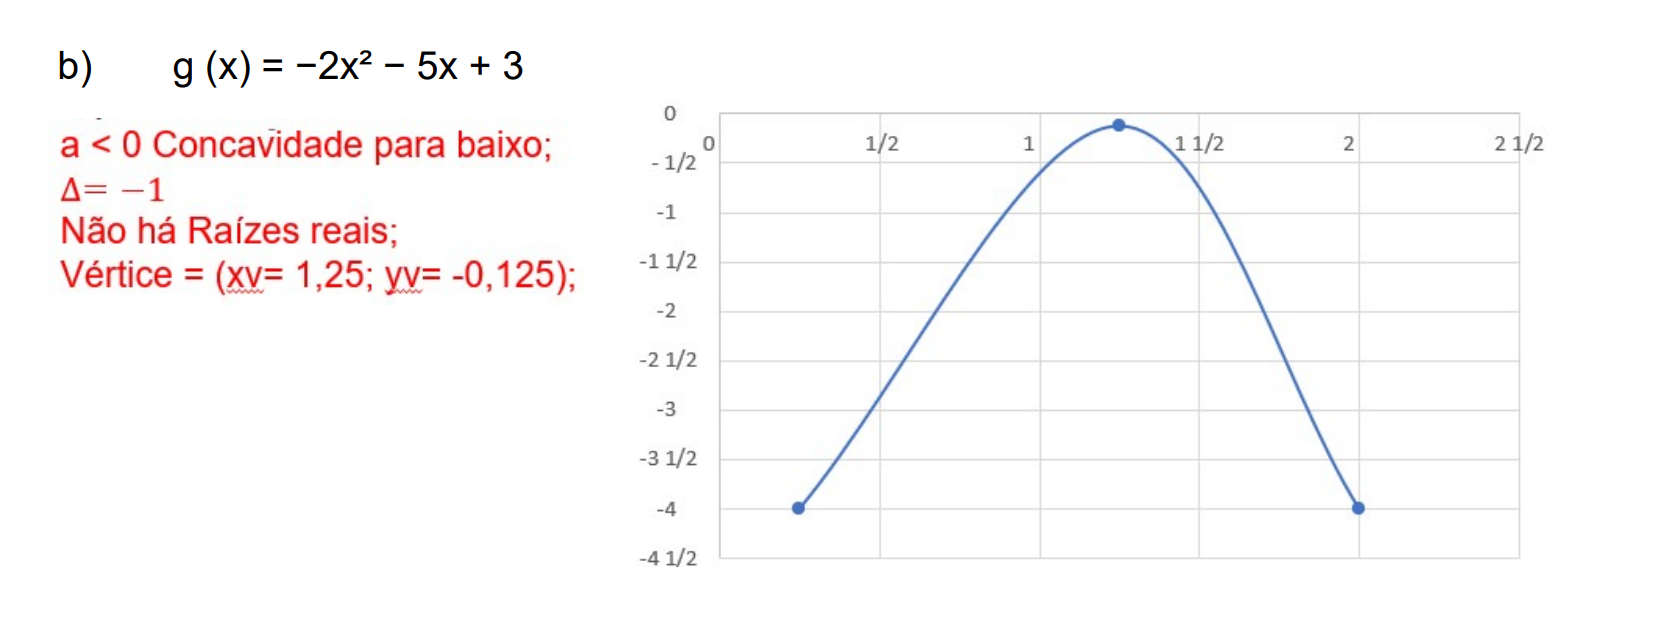 b) g (x) = −2x² − 5x + 3
a < 0 Concavidade para baixo;
Δ= −1
Não há Raízes reais;
Vértice = (xv= 1,25; yv= -0,125);
0
0 1/2 1 1 1/2 2 2 1/2
- 1/2
-1
-1 1/2
-2
-2 1/2
-3
-3 1/2
-4
-4 1/2